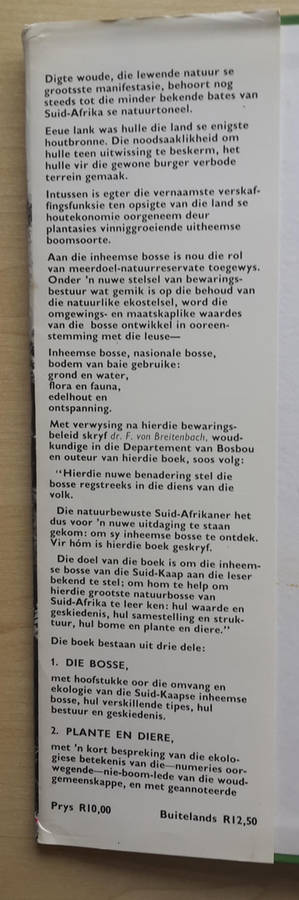 Digte woude, die lewende natuur se
grootste manifestasie, behoort nog
steeds tot die minder bekende bates van
Suid-Afrika se natuurtoneel.
Eeue lank was hulle die land se enigste
houtbronne. Die noodsaaklikheid om
hulle teen uitwissing te beskerm, het
hulle vir die gewone burger verbode
terrein gemaak.
Intussen is egter die vernaamste verskaf-
fingsfunksie ten opsigte van die land se
houtekonomie oorgeneem deur
plantasies vinniggroeiende uitheemse
boomsoorte.
Aan die inheemse bosse is nou die rol
van meerdoel-natuurreservate toegewys.
Onder 'n nuwe stelsel van bewarings-
bestuur wat gemik is op die behoud van
die natuurlike ekostelsel, word die
omgewings- en maatskaplike waardes
van die bosse ontwikkel in ooreen-
stemming met die leuse—
Inheemse bosse, nasionale bosse,
bodem van baie gebruike:
grond en water,
flora en fauna,
edelhout en
ontspanning.
Met verwysing na hierdie bewarings-
beleid skryf dr. F. von Breitenbach, woud-
kundige in die Departement van Bosbou
en outeur van hierdie boek, soos volg:
"Hierdie nuwe benadering stel die
bosse regstreeks in die diens van die
volk.
Die natuurbewuste Suid-Afrikaner het
dus voor 'n nuwe uitdaging te staan
gekom: om sy inheemse bosse te ontdek.
Vir hóm is hierdie boek geskryf.
Die doel van die boek is om die inheem-
se bosse van die Suid-Kaap aan die leser
bekend te stel; om hom te help om
hierdie grootste natuurbosse van
Suid-Afrika te leer ken: hul waarde en
geskiedenis, hul samestelling en struk-
tuur, hul bome en plante en diere."
Die boek bestaan uit drie dele:
1. DIE BOSSE,
met hoofstukke oor die omvang en
ekologie van die Suid-Kaapse inheemse
bosse, hul verskillende tipes, hul
bestuur en geskiedenis.
2. PLANTE EN DIERE,
met 'n kort bespreking van die ekolo-
giese betekenis van die—numeries oor-
wegende—nie-boom-lede van die woud-
gemeenskappe, en met geannoteerde
Prys R10,00 Buitelands R12,50